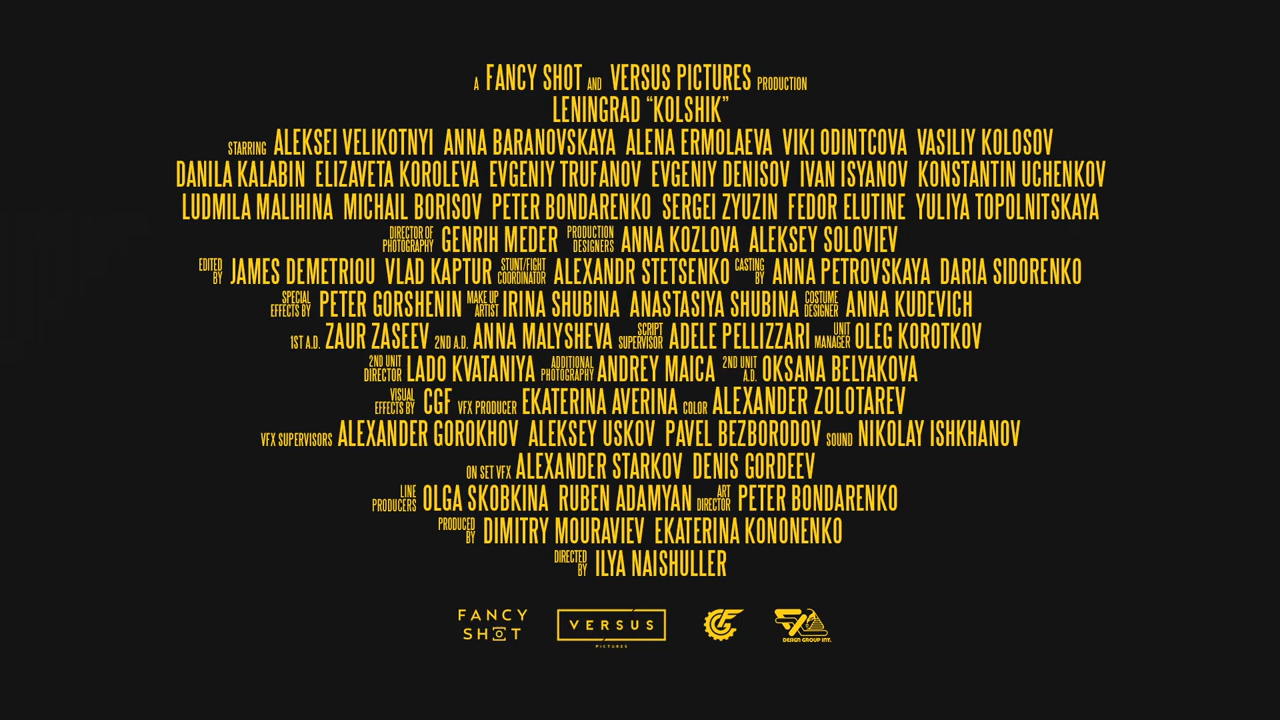 A FANCY SHOT AND VERSUS PICTURES PRODUCTION
LENINGRAD “KOLSHIK”
STARRING ALEKSEI VELIKOTNYI ANNA BARANOVSKAYA ALENA ERMOLAEVA VIKI ODINTCOVA VASILIY KOLOSOV
DANILA KALABIN ELIZAVETA KOROLEVA EVGENIY TRUFANOV EVGENIY DENISOV IVAN ISYANOV KONSTANTIN UCHENKOV
LUDMILA MALIHINA MICHAIL BORISOV PETER BONDARENKO SERGEI ZYUZIN FEDOR ELUTINE YULIYA TOPOLNITSKAYA
DIRECTOR OF PHOTOGRAPHY GENRIH MEDER PRODUCTION DESIGNERS ANNA KOZLOVA ALEKSEY SOLOVIEV
EDITED BY JAMES DEMETRIOU VLAD KAPTUR STUNT/FIGHT COORDINATOR ALEXANDR STETSENKO CASTING BY ANNA PETROVSKAYA DARIA SIDORENKO
SPECIAL EFFECTS BY PETER GORSHENIN MAKE UP ARTIST IRINA SHUBINA ANASTASIYA SHUBINA COSTUME DESIGNER ANNA KUDEVICH
1ST A.D. ZAUR ZASEEV 2ND A.D. ANNA MALYSHEVA SCRIPT SUPERVISOR ADELE PELLIZZARI UNIT MANAGER OLEG KOROTKOV
2ND UNIT DIRECTOR LADO KVATANIYA ADDITIONAL PHOTOGRAPHY ANDREY MAICA 2ND UNIT A.D. OKSANA BELYAKOVA
VISUAL EFFECTS BY CGF VFX PRODUCER EKATERINA AVERINA COLOR ALEXANDER ZOLOTAREV
VFX SUPERVISORS ALEXANDER GOROKHOV ALEKSEY USKOV PAVEL BEZBORODOV SOUND NIKOLAY ISHKHANOV
ON SET VFX ALEXANDER STARKOV DENIS GORDEEV
LINE PRODUCERS OLGA SKOBKINA RUBEN ADAMYAN ART DIRECTOR PETER BONDARENKO
PRODUCED BY DIMITRY MOURAVIEV EKATERINA KONONENKO
DIRECTED BY ILYA NAISHULLER
FANCY SHOT
VERSUS
PICTURES
CGF
FX
DESIGN GROUP INT.